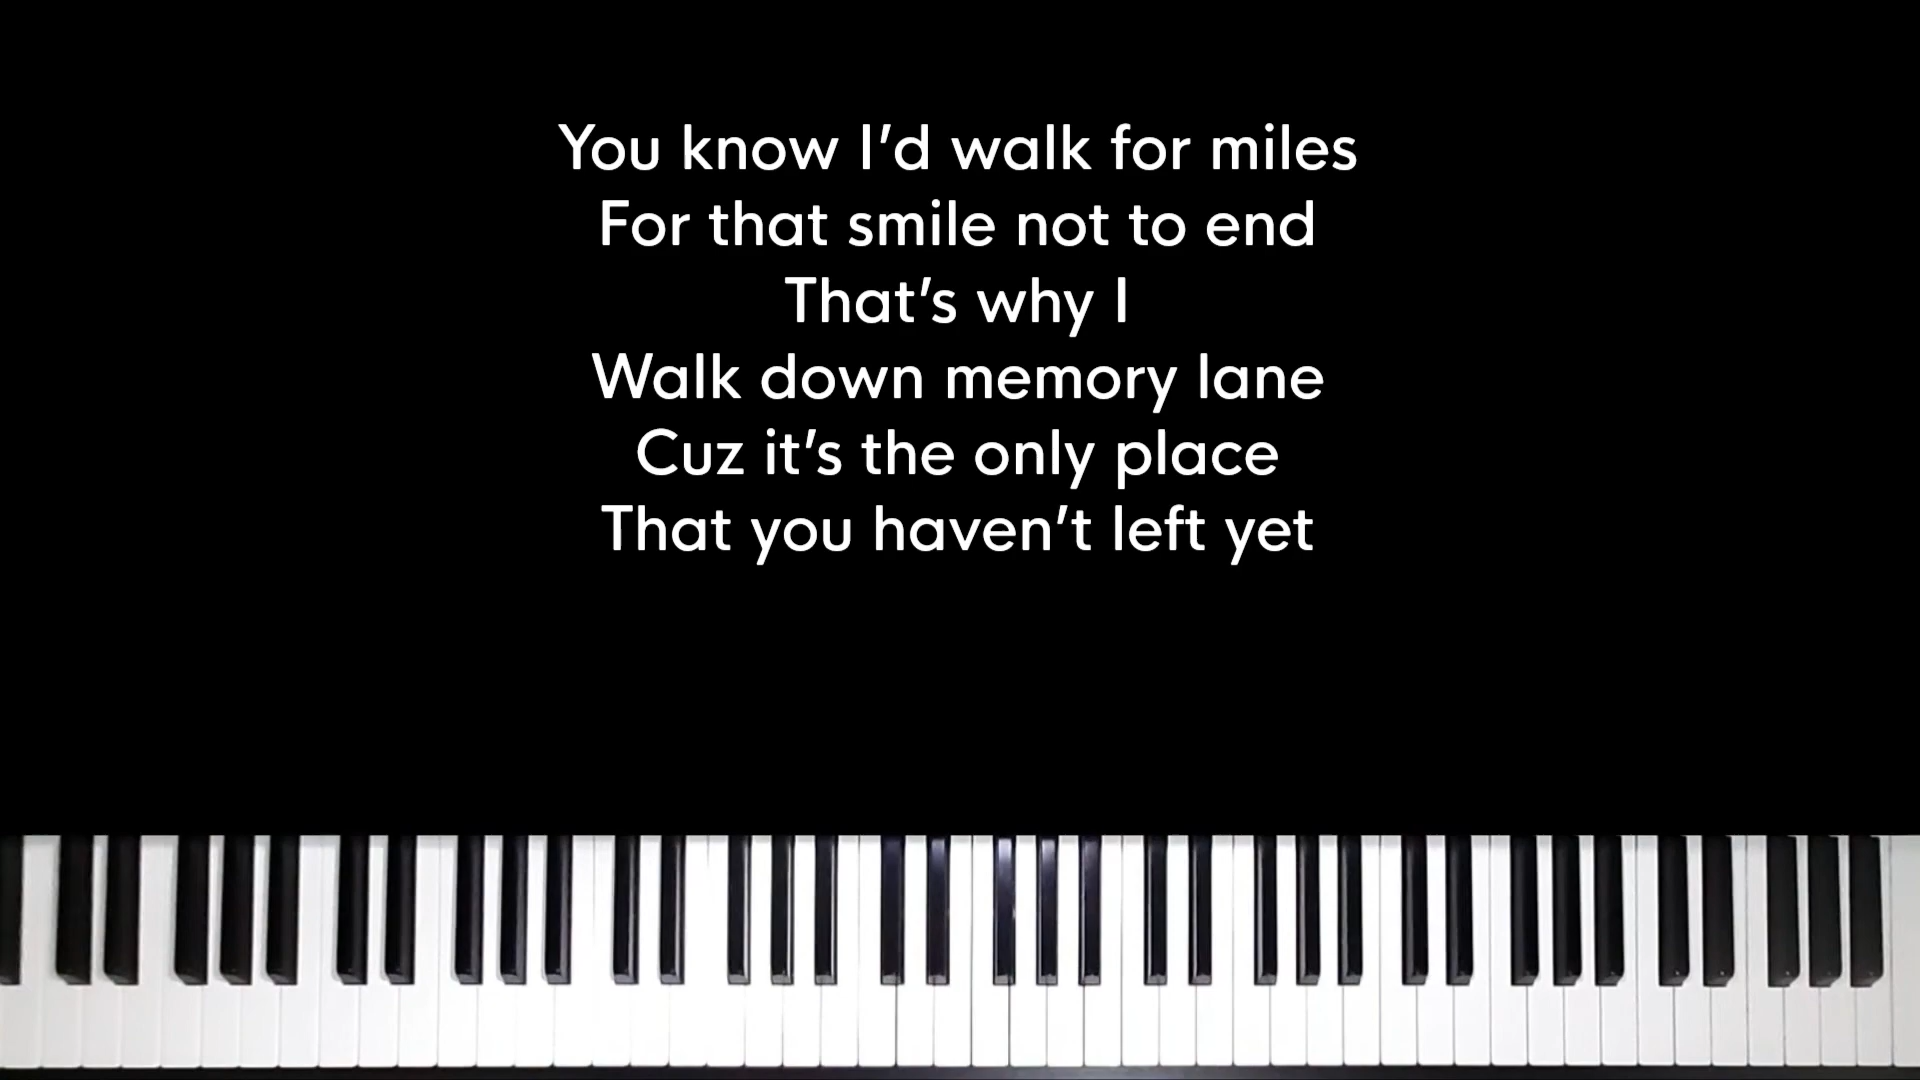 You know I’d walk for miles
For that smile not to end
That’s why I
Walk down memory lane
Cuz it’s the only place
That you haven’t left yet